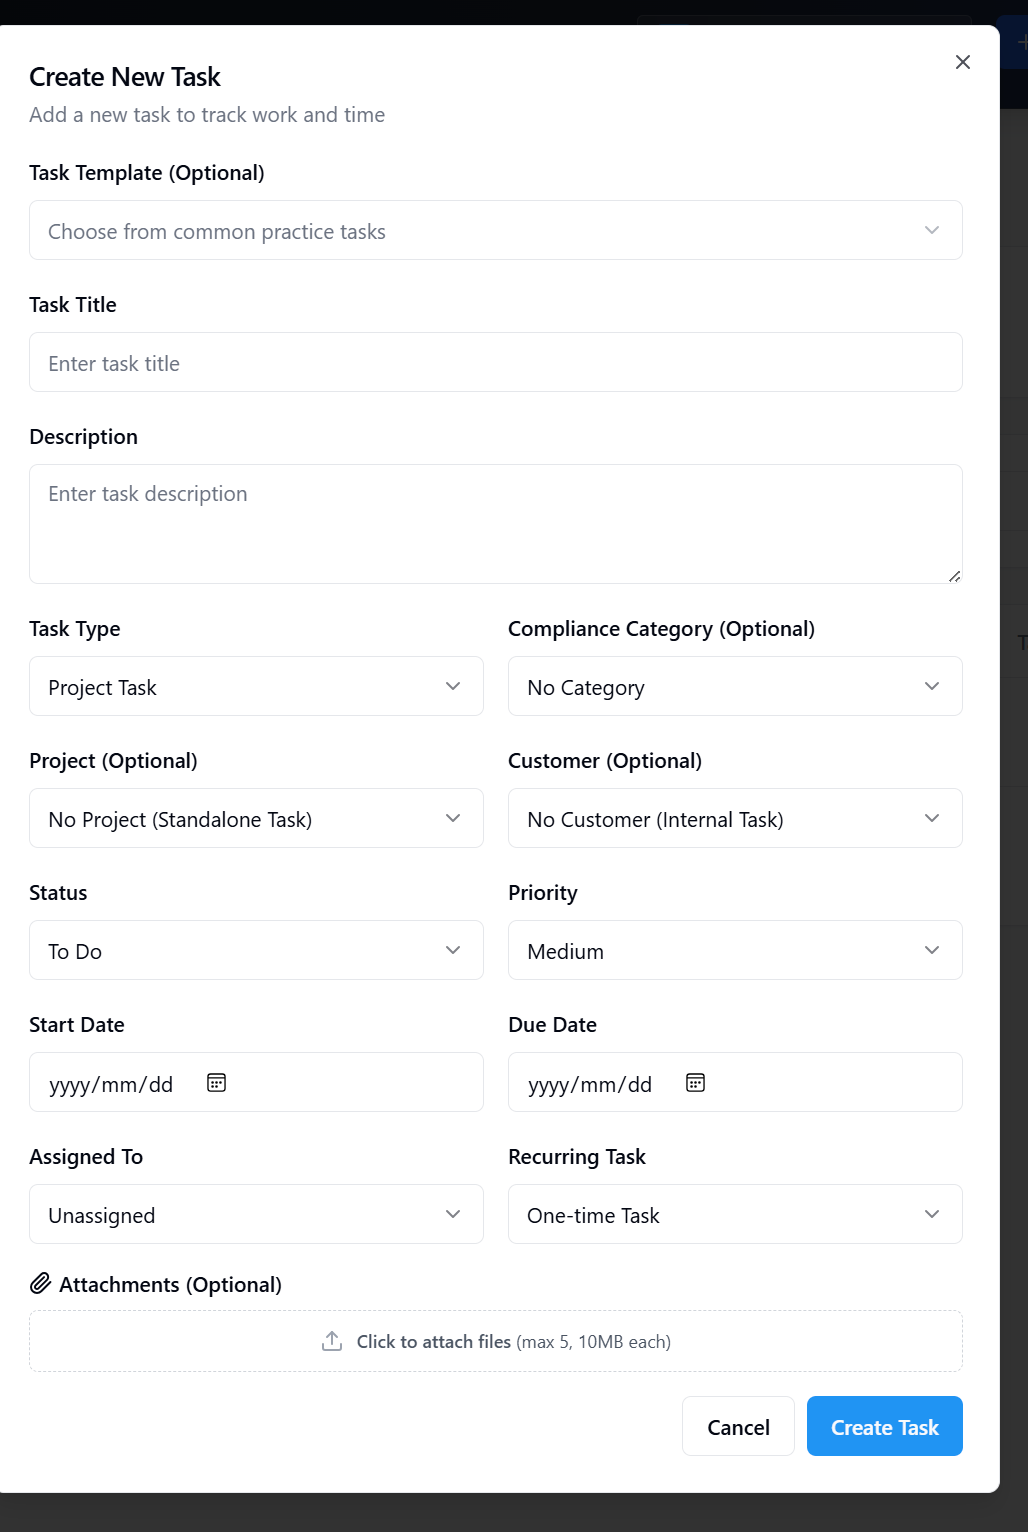 Create New Task
Add a new task to track work and time
Task Template (Optional)
Choose from common practice tasks
Task Title
Enter task title
Description
Enter task description
Task Type
Compliance Category (Optional)
Project Task
No Category
Project (Optional)
Customer (Optional)
No Project (Standalone Task)
No Customer (Internal Task)
Status
Priority
To Do
Medium
Start Date
Due Date
yyyy/mm/dd
yyyy/mm/dd
Assigned To
Recurring Task
Unassigned
One-time Task
Attachments (Optional)
Click to attach files (max 5, 10MB each)
Cancel
Create Task